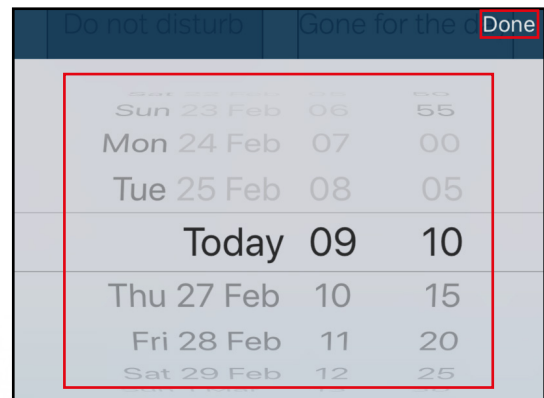 Do not disturb Gone for the d Done
Sat Feb
Sun 23 Feb 06 55
Mon 24 Feb 07 00
Tue 25 Feb 08 05
Today 09 10
Thu 27 Feb 10 15
Fri 28 Feb 11 20
Sat 29 Feb 12 25